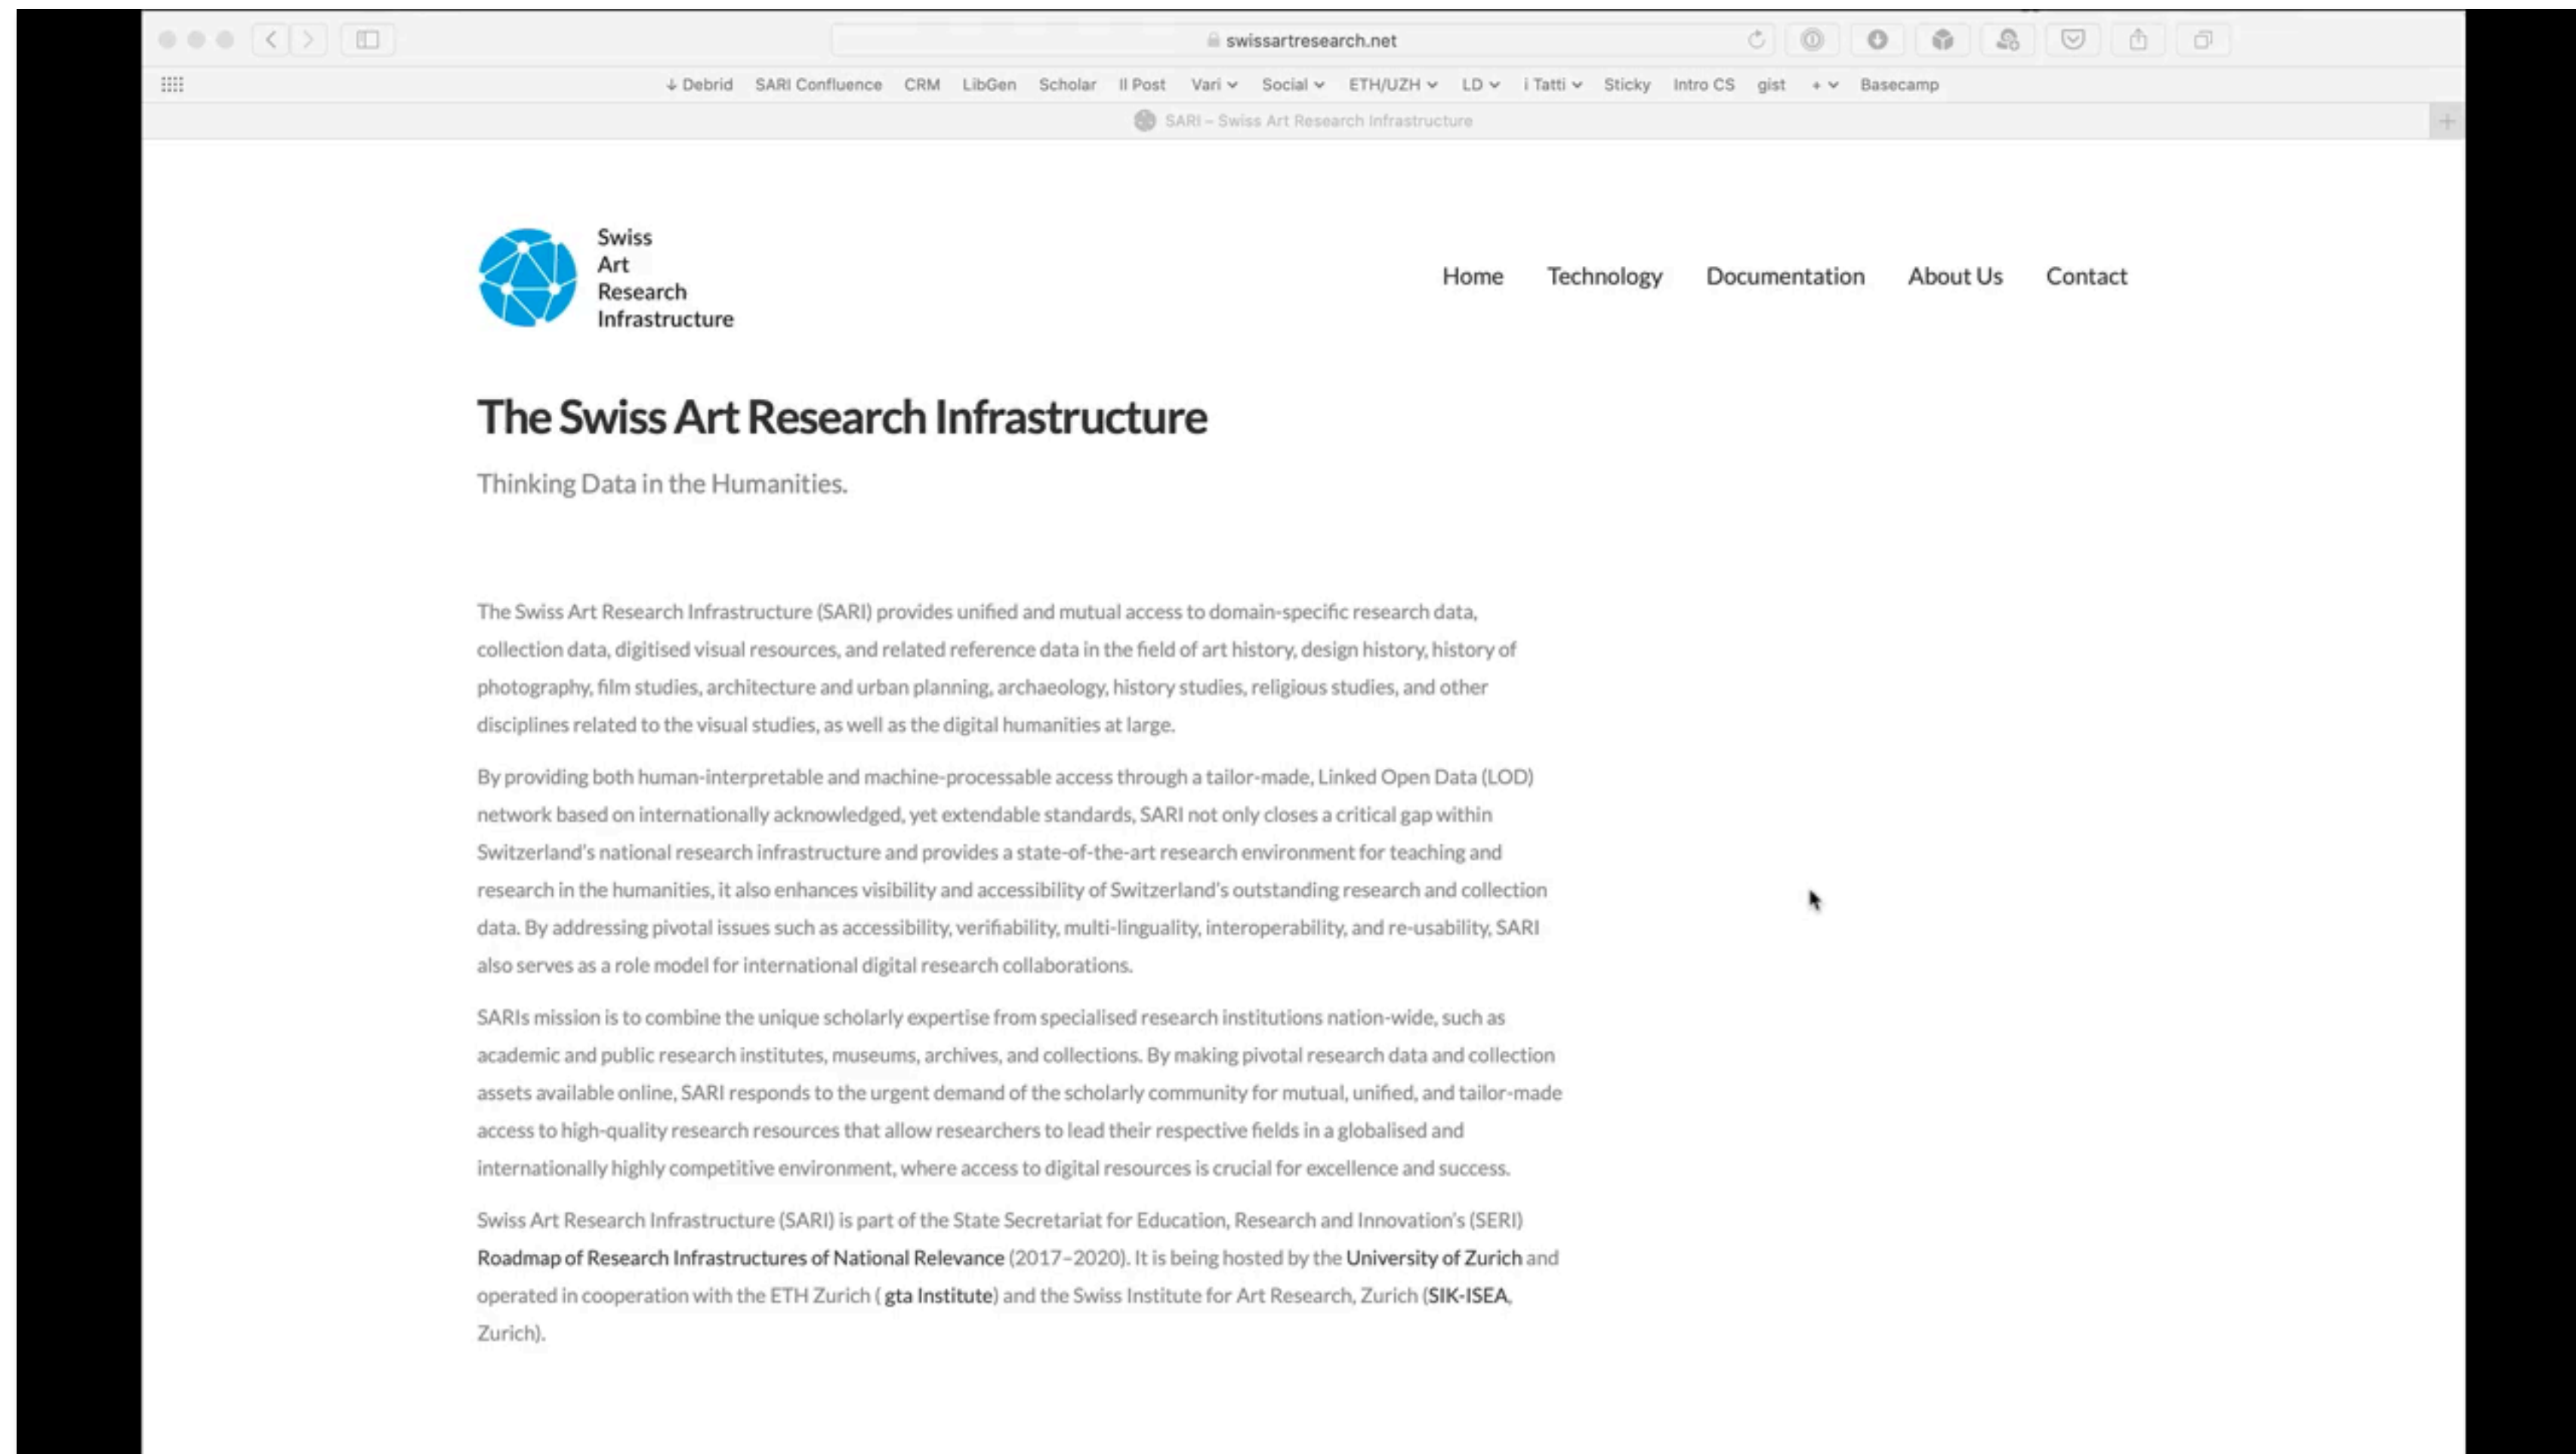 swissartresearch.net
↓ Debrid SARI Confluence CRM LibGen Scholar Il Post Vari Social ETH/UZH LD i Tatti Sticky Intro CS gist + Basecamp
SARI – Swiss Art Research Infrastructure
Swiss
Art
Research
Infrastructure
Home Technology Documentation About Us Contact
The Swiss Art Research Infrastructure
Thinking Data in the Humanities.
The Swiss Art Research Infrastructure (SARI) provides unified and mutual access to domain-specific research data,
collection data, digitised visual resources, and related reference data in the field of art history, design history, history of
photography, film studies, architecture and urban planning, archaeology, history studies, religious studies, and other
disciplines related to the visual studies, as well as the digital humanities at large.
By providing both human-interpretable and machine-processable access through a tailor-made, Linked Open Data (LOD)
network based on internationally acknowledged, yet extendable standards, SARI not only closes a critical gap within
Switzerland's national research infrastructure and provides a state-of-the-art research environment for teaching and
research in the humanities, it also enhances visibility and accessibility of Switzerland's outstanding research and collection
data. By addressing pivotal issues such as accessibility, verifiability, multi-linguality, interoperability, and re-usability, SARI
also serves as a role model for international digital research collaborations.
SARIs mission is to combine the unique scholarly expertise from specialised research institutions nation-wide, such as
academic and public research institutes, museums, archives, and collections. By making pivotal research data and collection
assets available online, SARI responds to the urgent demand of the scholarly community for mutual, unified, and tailor-made
access to high-quality research resources that allow researchers to lead their respective fields in a globalised and
internationally highly competitive environment, where access to digital resources is crucial for excellence and success.
Swiss Art Research Infrastructure (SARI) is part of the State Secretariat for Education, Research and Innovation's (SERI)
Roadmap of Research Infrastructures of National Relevance (2017–2020). It is being hosted by the University of Zurich and
operated in cooperation with the ETH Zurich ( gta Institute) and the Swiss Institute for Art Research, Zurich (SIK-ISEA,
Zurich).